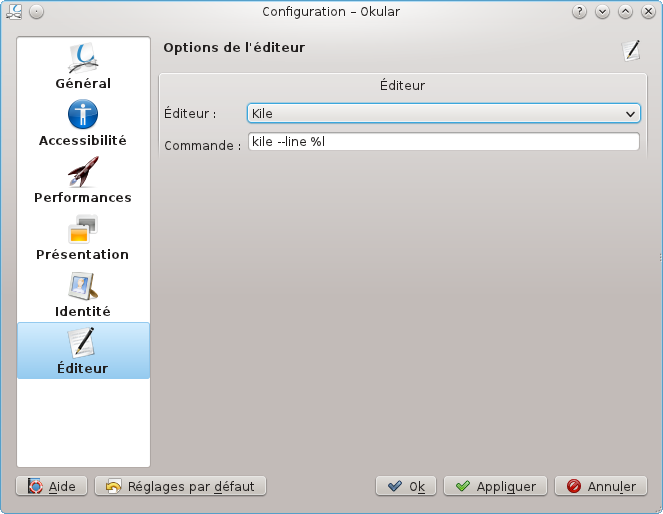 Configuration – Okular
Général
Accessibilité
Performances
Présentation
Identité
Éditeur
Options de l'éditeur
Éditeur
Éditeur : Kile
Commande : kile --line %l
Aide Réglages par défaut Ok Appliquer Annuler